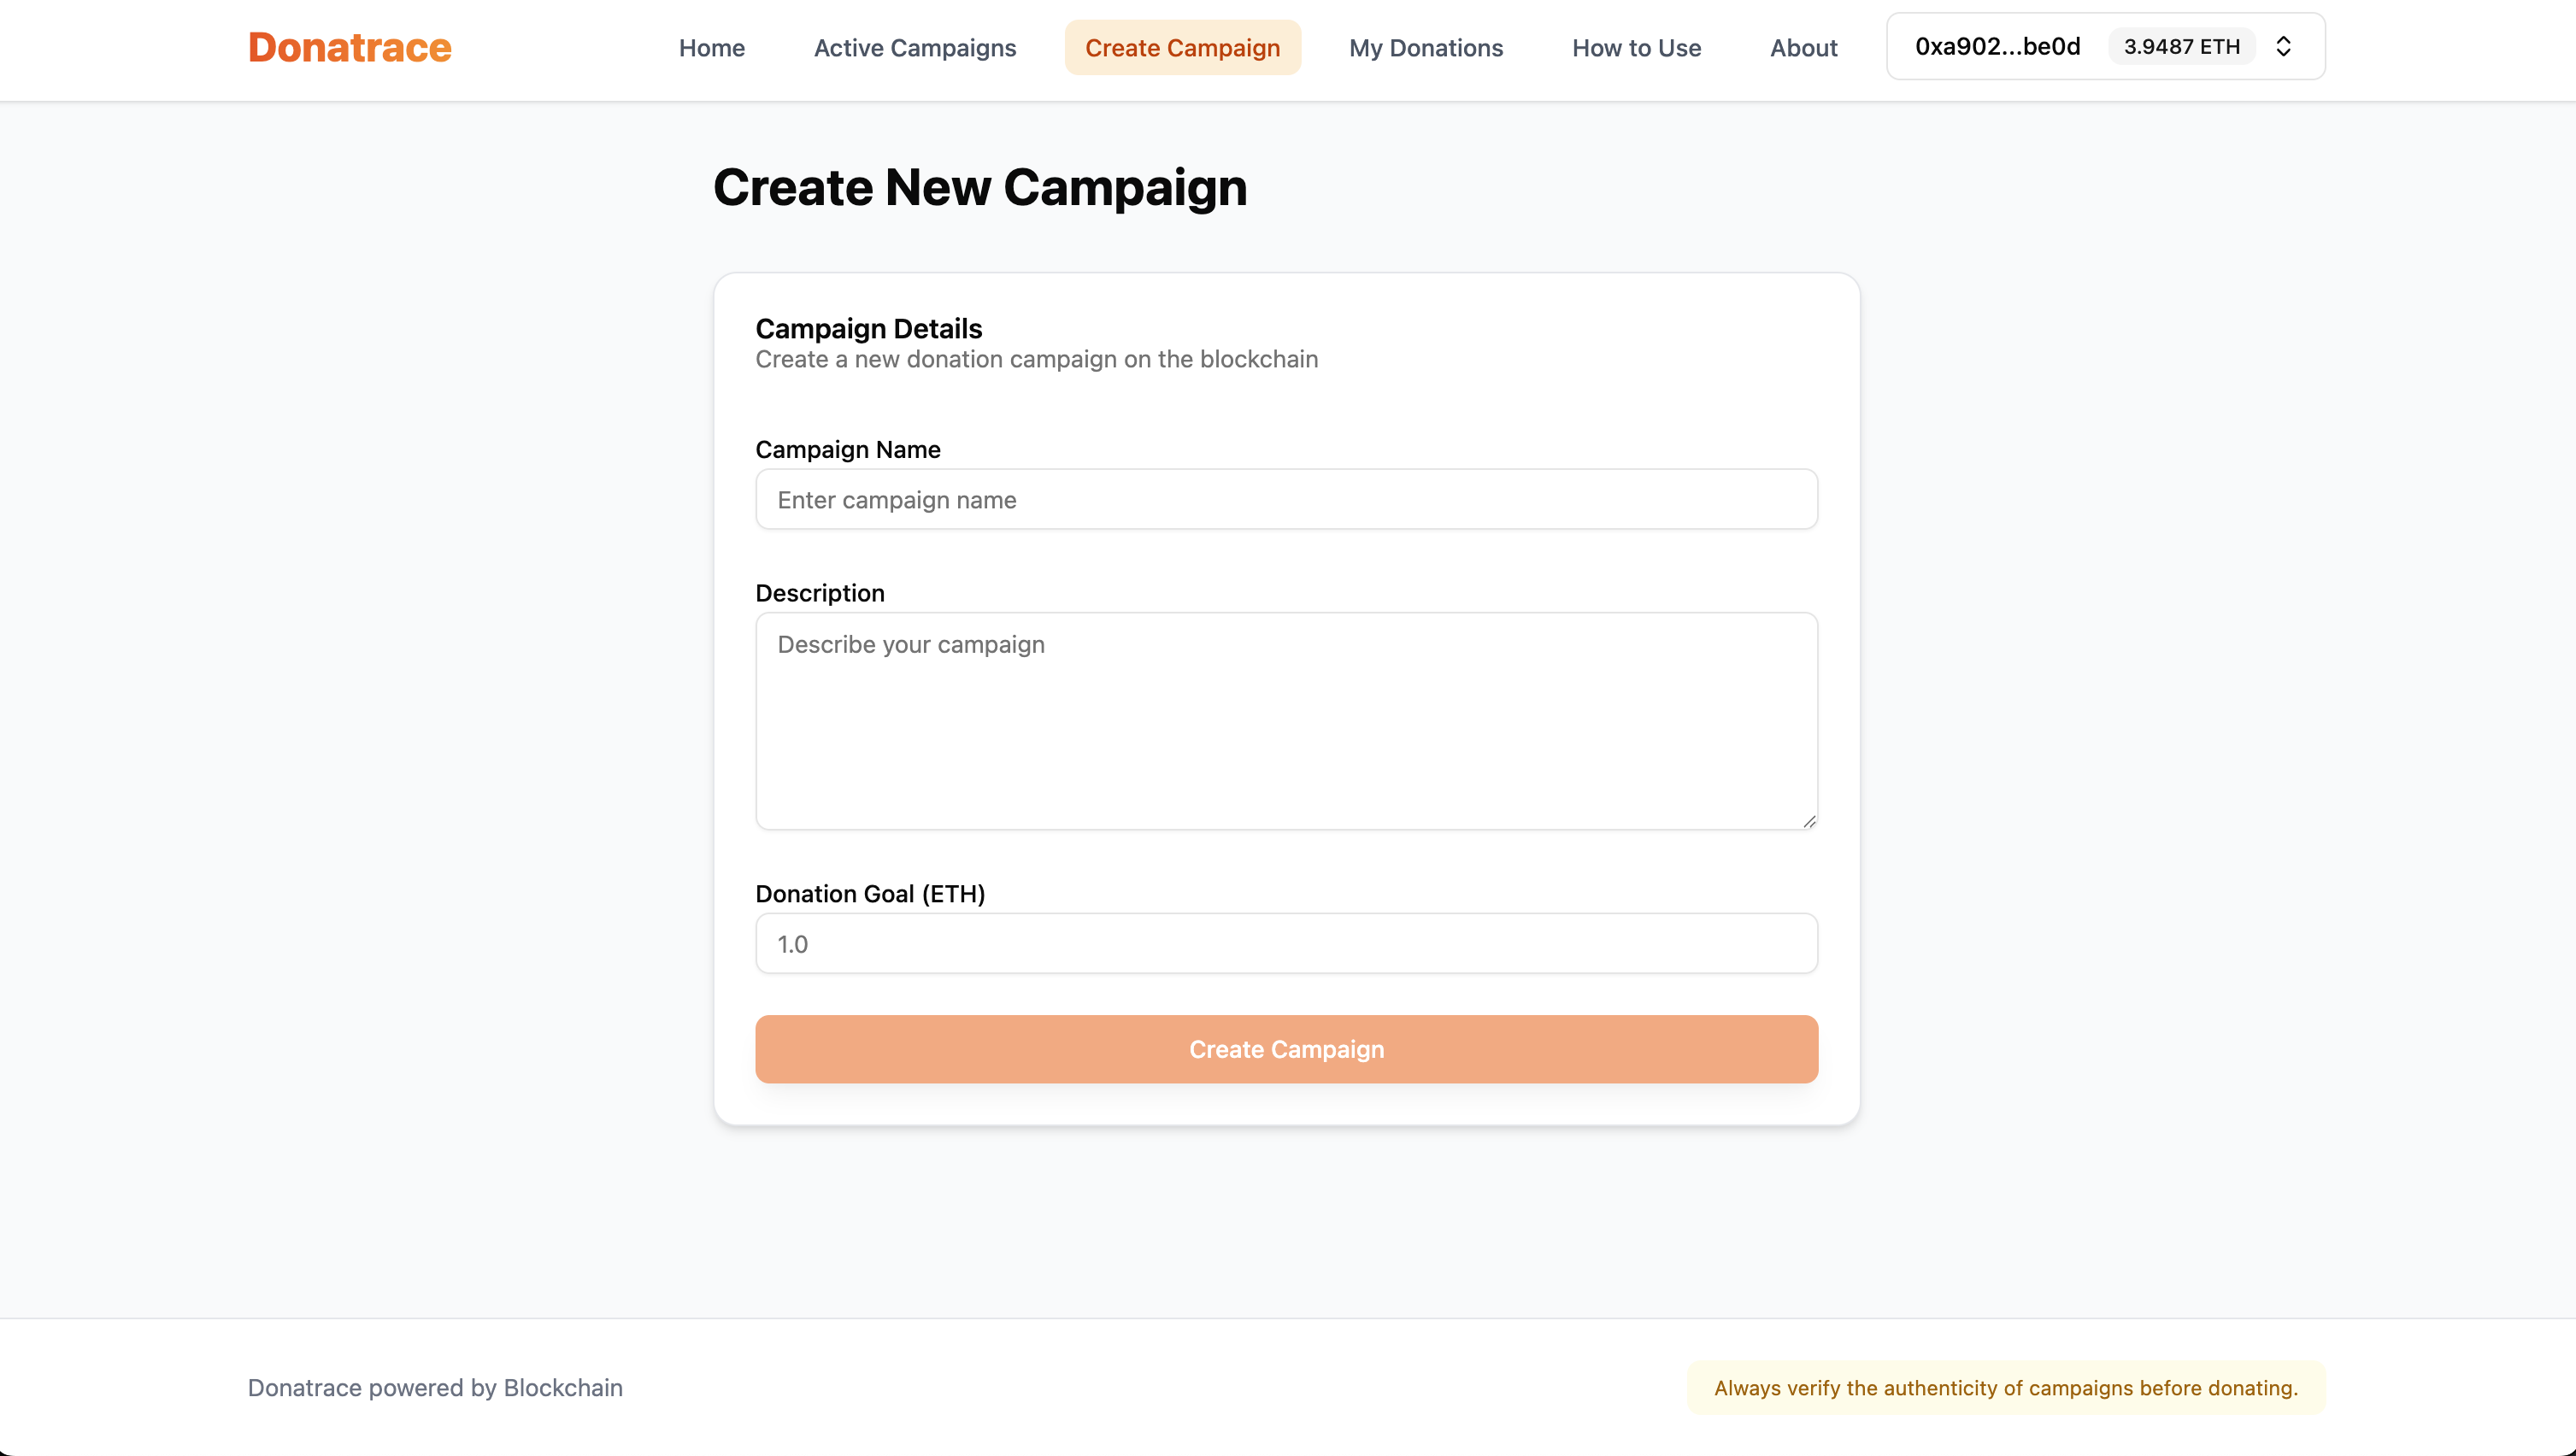 Donatrace
Home
Active Campaigns
Create Campaign
My Donations
How to Use
About
0xa902...be0d
3.9487 ETH
Create New Campaign
Campaign Details
Create a new donation campaign on the blockchain
Campaign Name
Enter campaign name
Description
Describe your campaign
Donation Goal (ETH)
1.0
Create Campaign
Donatrace powered by Blockchain
Always verify the authenticity of campaigns before donating.